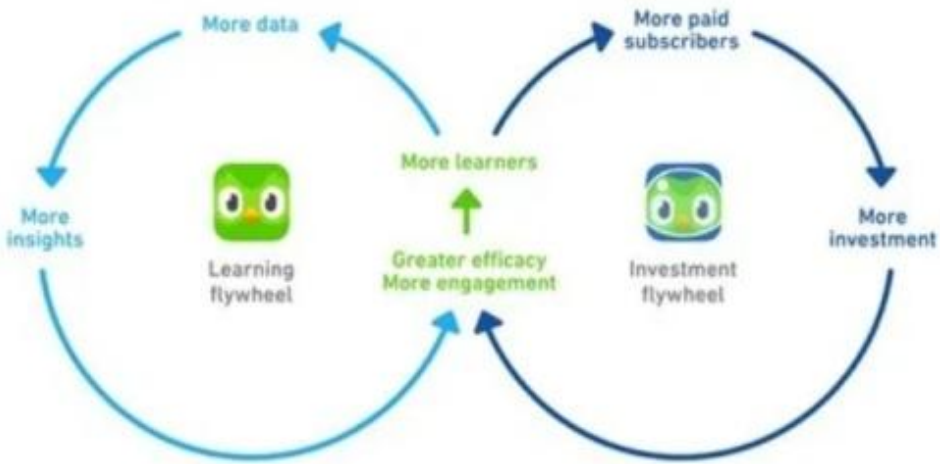 More data
More paid
subscribers
More learners
More
insights
Learning
flywheel
Greater efficacy
More engagement
Investment
flywheel
More
investment